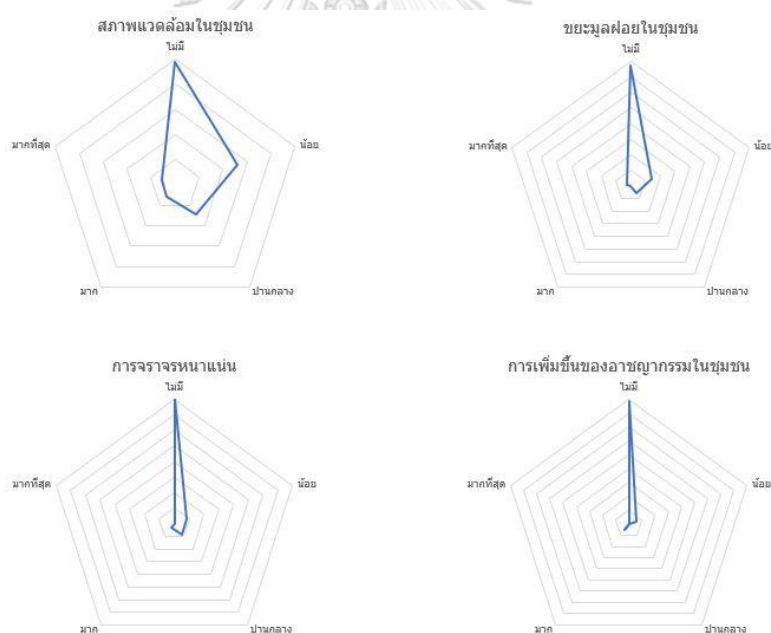 สภาพแวดล้อมในชุมชน
ไม่มี
น้อย
ปานกลาง
มาก
มากที่สุด
ขยะมูลฝอยในชุมชน
ไม่มี
น้อย
ปานกลาง
มาก
มากที่สุด
การจราจรหนาแน่น
ไม่มี
น้อย
ปานกลาง
มาก
มากที่สุด
การเพิ่มขึ้นของอาชญากรรมในชุมชน
ไม่มี
น้อย
ปานกลาง
มาก
มากที่สุด